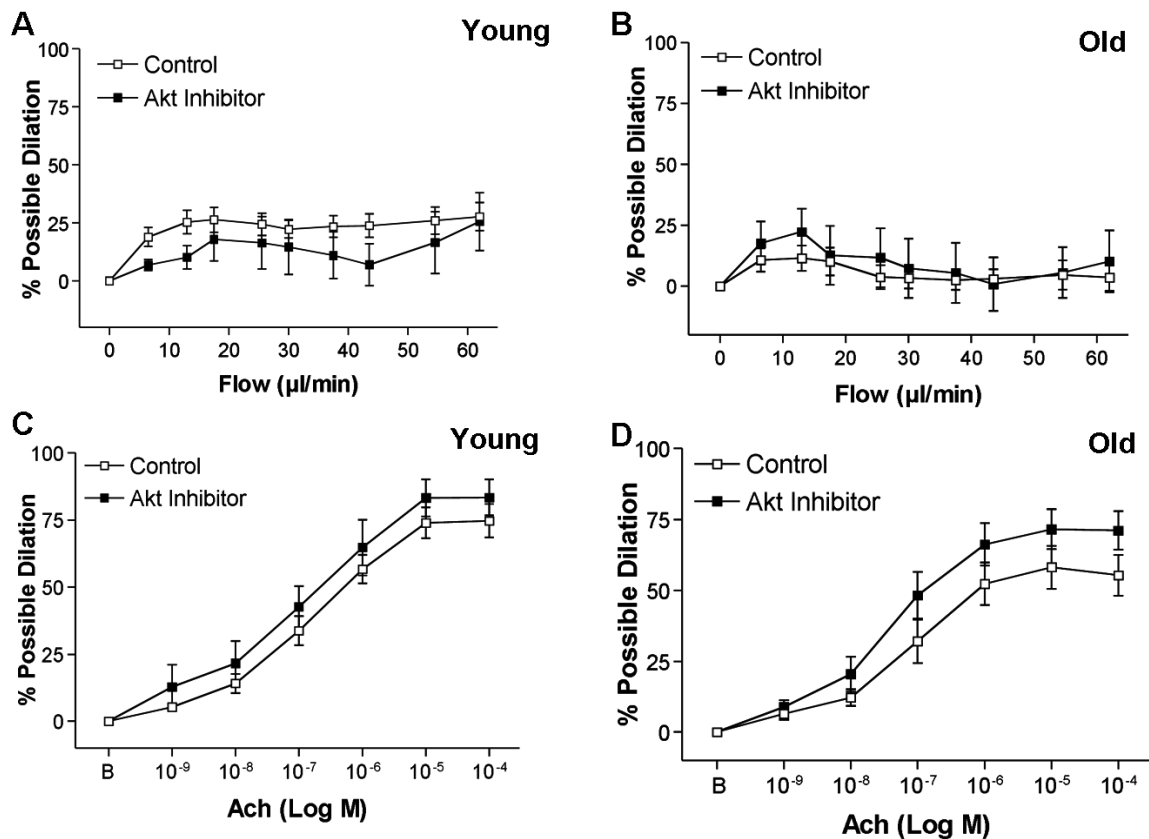 A
Young
Control
Akt Inhibitor
% Possible Dilation
100
75
50
25
0
0 10 20 30 40 50 60
Flow (µl/min)
B
Old
Control
Akt Inhibitor
% Possible Dilation
100
75
50
25
0
0 10 20 30 40 50 60
Flow (µl/min)
C
Young
Control
Akt Inhibitor
% Possible Dilation
100
75
50
25
0
B 10⁻⁹ 10⁻⁸ 10⁻⁷ 10⁻⁶ 10⁻⁵ 10⁻⁴
Ach (Log M)
D
Old
Control
Akt Inhibitor
% Possible Dilation
100
75
50
25
0
B 10⁻⁹ 10⁻⁸ 10⁻⁷ 10⁻⁶ 10⁻⁵ 10⁻⁴
Ach (Log M)